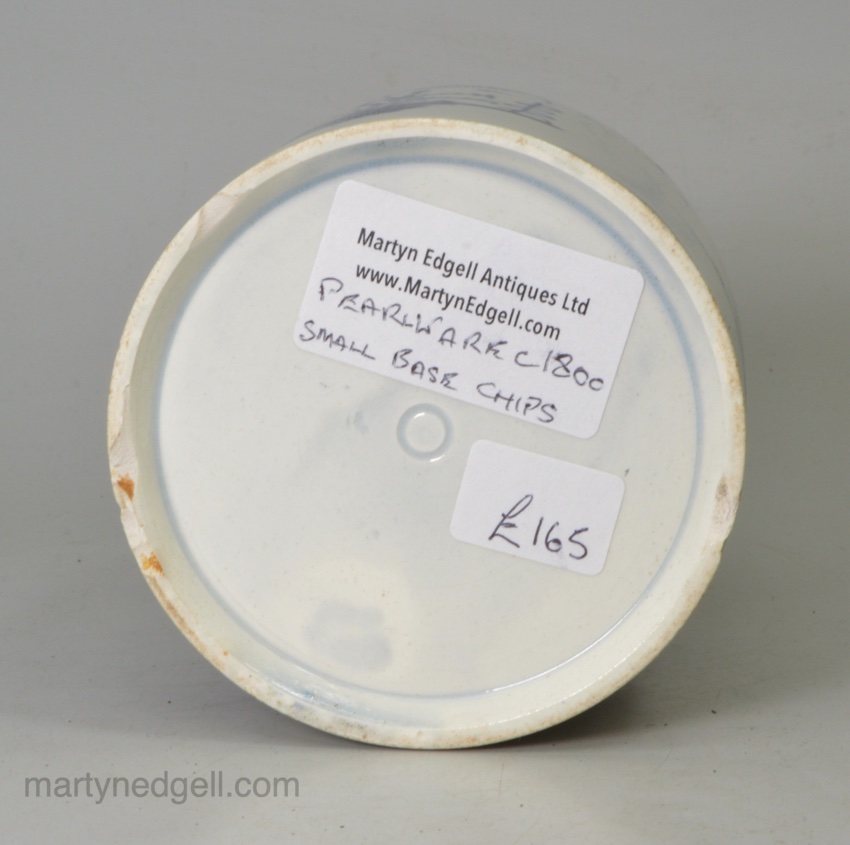 Martyn Edgell Antiques Ltd
www.MartynEdgell.com
PEARLWARE C1800
SMALL BASE CHIPS
£165
martynedgell.com